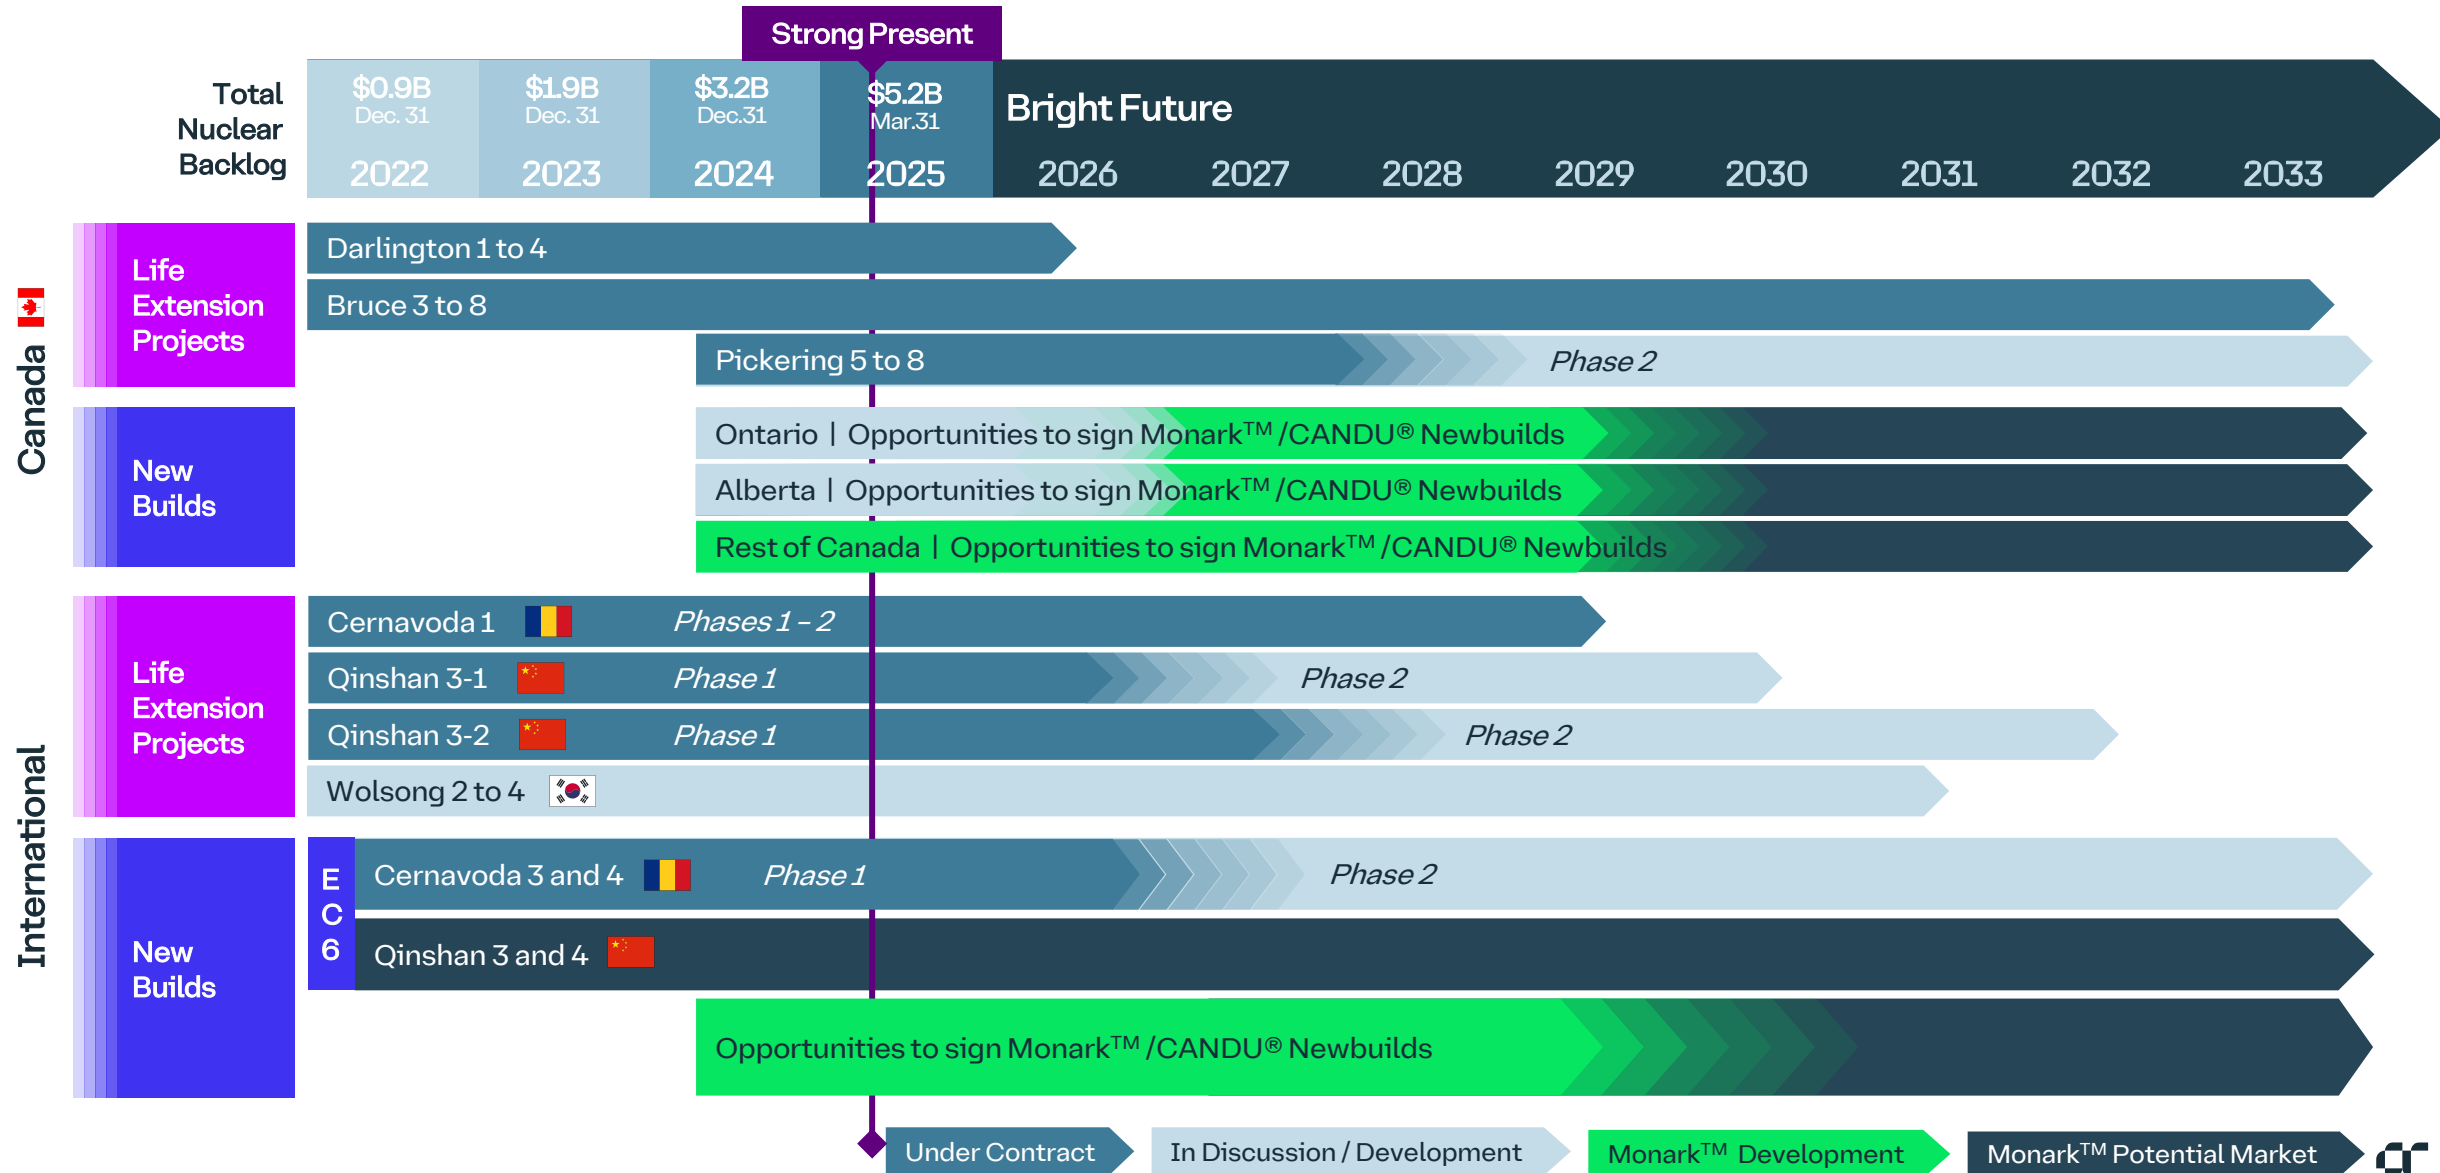 Strong Present
Total
Nuclear
Backlog
$0.9B
Dec. 31
2022
$1.9B
Dec. 31
2023
$3.2B
Dec.31
2024
$5.2B
Mar.31
2025
Bright Future
2026
2027
2028
2029
2030
2031
2032
2033
Canada
Life
Extension
Projects
Darlington 1 to 4
Bruce 3 to 8
Pickering 5 to 8
Phase 2
New
Builds
Ontario | Opportunities to sign Monark™ /CANDU® Newbuilds
Alberta | Opportunities to sign Monark™ /CANDU® Newbuilds
Rest of Canada | Opportunities to sign Monark™ /CANDU® Newbuilds
International
Life
Extension
Projects
Cernavoda 1
Phases 1 – 2
Qinshan 3-1
Phase 1
Phase 2
Qinshan 3-2
Phase 1
Phase 2
Wolsong 2 to 4
New
Builds
E
C
6
Cernavoda 3 and 4
Phase 1
Phase 2
Qinshan 3 and 4
Opportunities to sign Monark™ /CANDU® Newbuilds
Under Contract
In Discussion / Development
Monark™ Development
Monark™ Potential Market